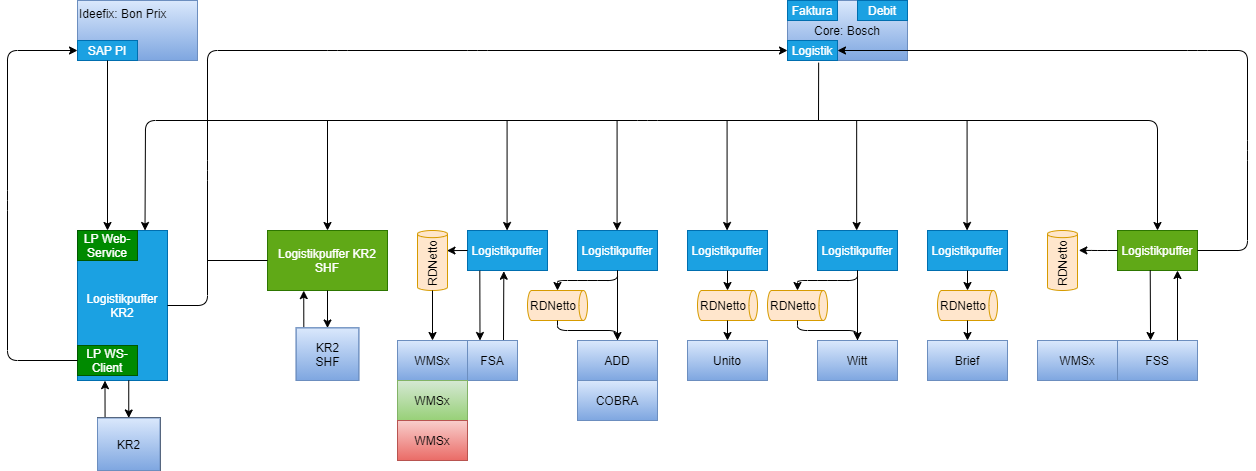 Ideefix: Bon Prix
SAP PI
Faktura
Debit
Core: Bosch
Logistik
LP Web-
Service
Logistikpuffer
KR2
LP WS-
Client
KR2
Logistikpuffer KR2
SHF
KR2
SHF
RDNetto
Logistikpuffer
WMSx
FSA
WMSx
WMSx
Logistikpuffer
RDNetto
ADD
COBRA
Logistikpuffer
RDNetto
Unito
Logistikpuffer
RDNetto
Witt
Logistikpuffer
RDNetto
Brief
RDNetto
Logistikpuffer
WMSx
FSS